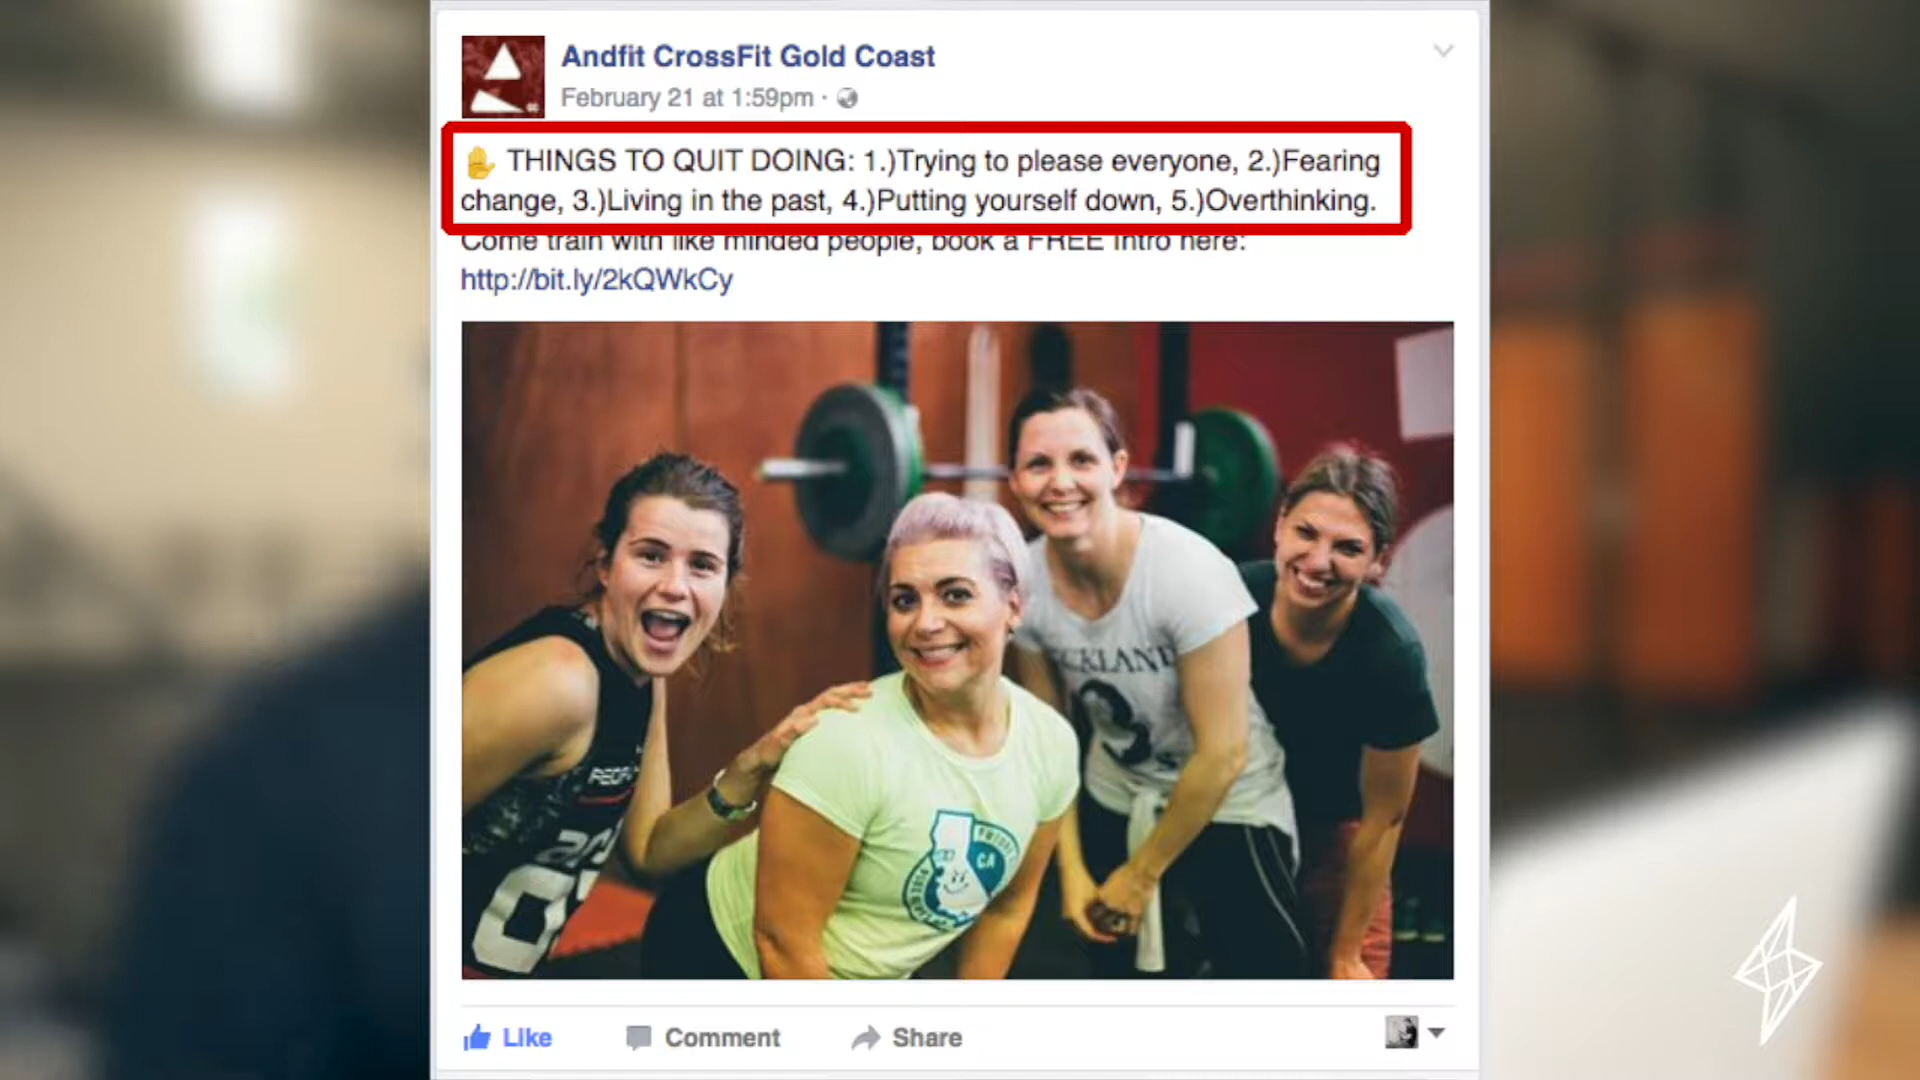 Andfit CrossFit Gold Coast
February 21 at 1:59pm ·
✋ THINGS TO QUIT DOING: 1.)Trying to please everyone, 2.)Fearing
change, 3.)Living in the past, 4.)Putting yourself down, 5.)Overthinking.
Come train with like minded people, book a FREE Intro here:
http://bit.ly/2kQWkCy
CKLAND
CA
Like
Comment
Share